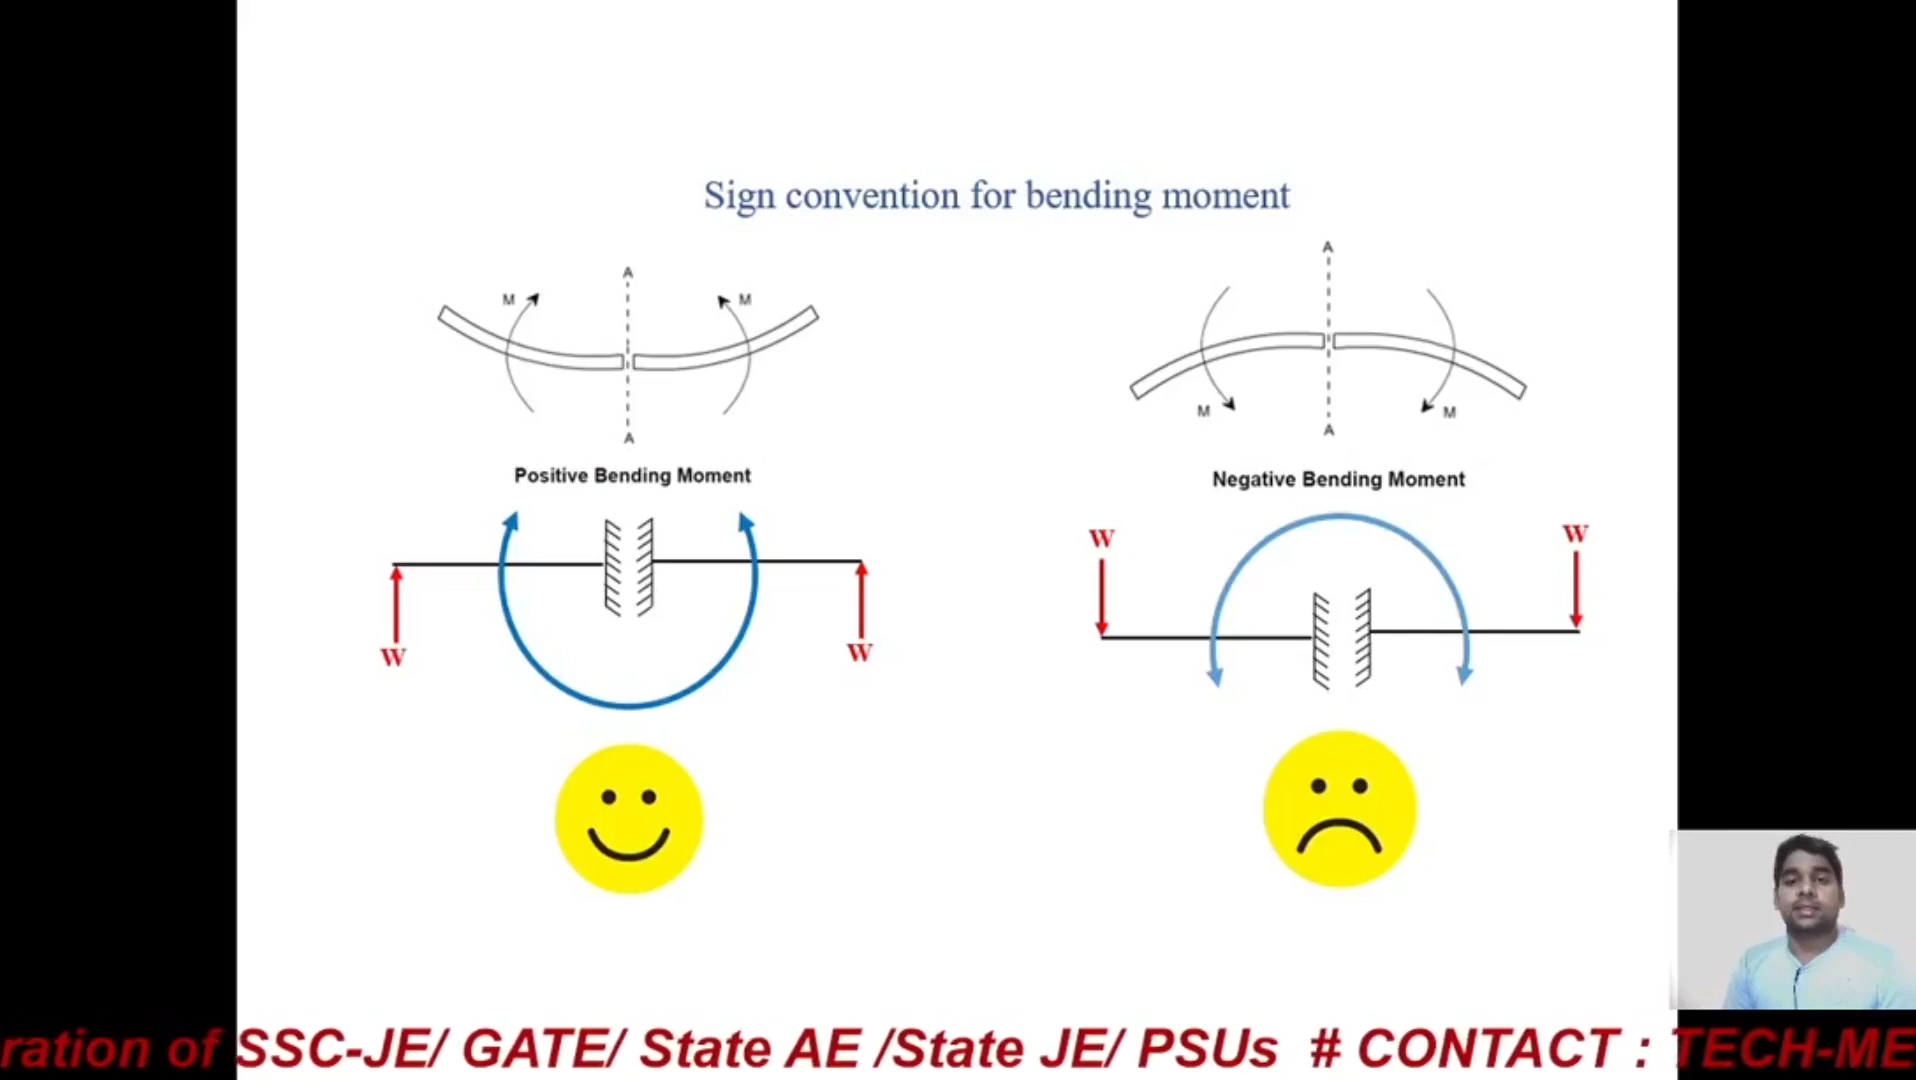 Sign convention for bending moment
A
M
M
A
Positive Bending Moment
W
W
A
M
M
A
Negative Bending Moment
W
W
ration of SSC-JE/ GATE/ State AE /State JE/ PSUs # CONTACT : TECH-ME